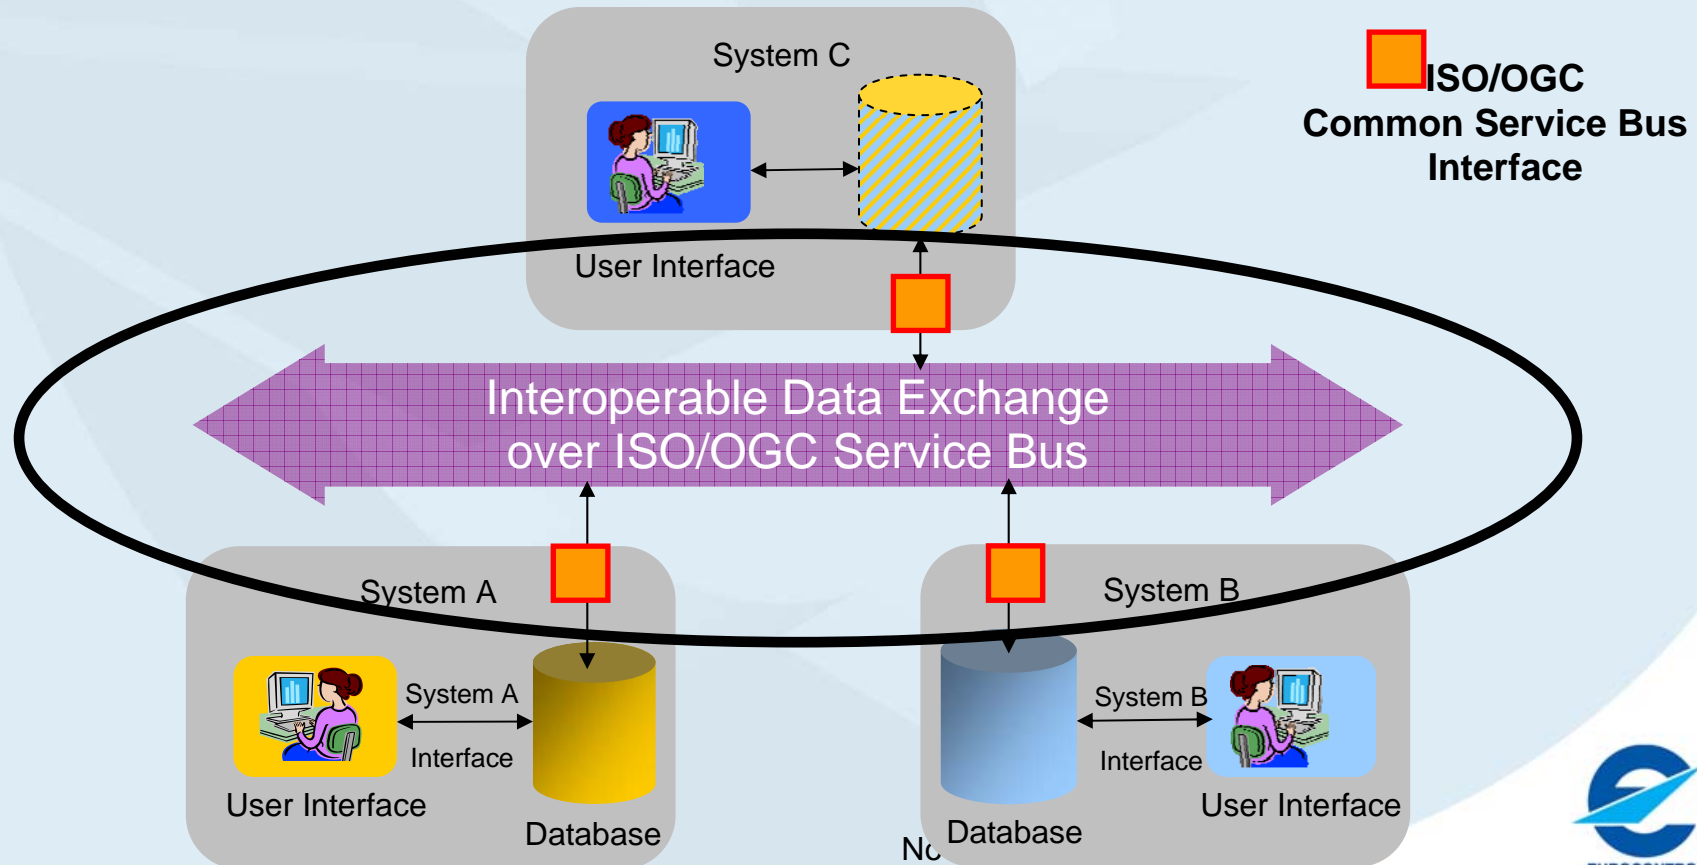 System C
ISO/OGC
Common Service Bus
Interface
User Interface
Interoperable Data Exchange
over ISO/OGC Service Bus
System A
System B
System A
Interface
System B
Interface
User Interface
User Interface
Database
Database